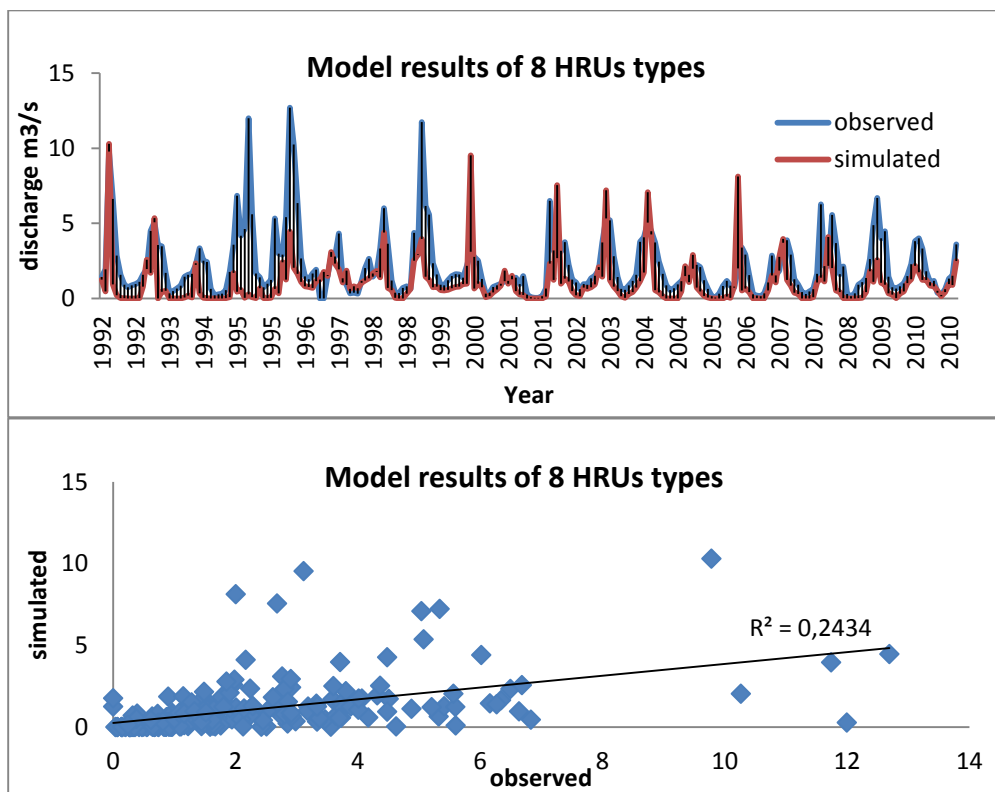 Model results of 8 HRUs types
15
10
5
0
discharge m3/s
observed
simulated
1992 1992 1993 1994 1995 1995 1996 1997 1998 1998 1999 2000 2001 2001 2002 2003 2004 2005 2005 2006 2007 2008 2009 2010 2010
Year
Model results of 8 HRUs types
15
10
5
0
simulated
R² = 0,2434
0 2 4 6 8 10 12 14
observed